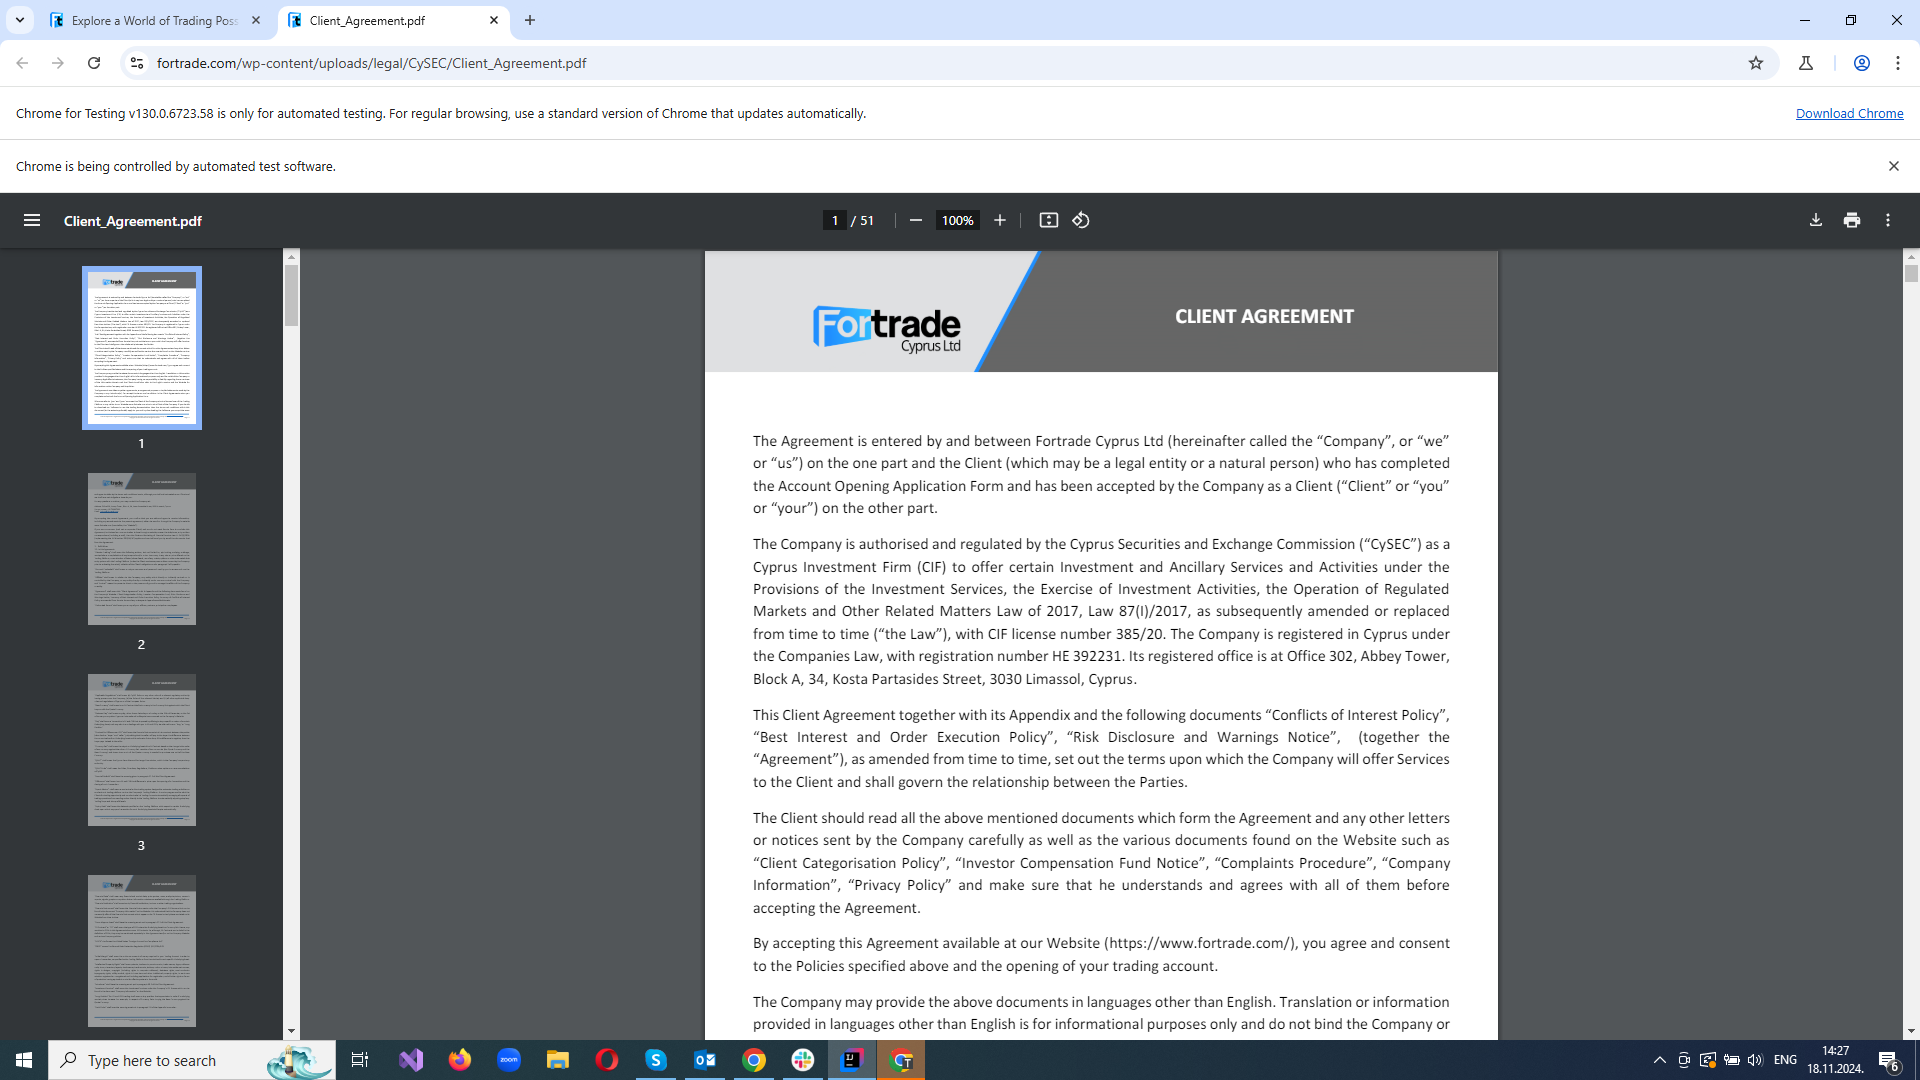 Explore a World of Trading Poss
Client_Agreement.pdf
fortrade.com/wp-content/uploads/legal/CySEC/Client_Agreement.pdf
Chrome for Testing v130.0.6723.58 is only for automated testing. For regular browsing, use a standard version of Chrome that updates automatically.
Download Chrome
Chrome is being controlled by automated test software.
Client_Agreement.pdf
1 / 51
100%
1
2
3
Fortrade
Cyprus Ltd
CLIENT AGREEMENT
The Agreement is entered by and between Fortrade Cyprus Ltd (hereinafter called the “Company”, or “we”
or “us”) on the one part and the Client (which may be a legal entity or a natural person) who has completed
the Account Opening Application Form and has been accepted by the Company as a Client (“Client” or “you”
or “your”) on the other part.
The Company is authorised and regulated by the Cyprus Securities and Exchange Commission (“CySEC”) as a
Cyprus Investment Firm (CIF) to offer certain Investment and Ancillary Services and Activities under the
Provisions of the Investment Services, the Exercise of Investment Activities, the Operation of Regulated
Markets and Other Related Matters Law of 2017, Law 87(I)/2017, as subsequently amended or replaced
from time to time (“the Law”), with CIF license number 385/20. The Company is registered in Cyprus under
the Companies Law, with registration number HE 392231. Its registered office is at Office 302, Abbey Tower,
Block A, 34, Kosta Partasides Street, 3030 Limassol, Cyprus.
This Client Agreement together with its Appendix and the following documents “Conflicts of Interest Policy”,
“Best Interest and Order Execution Policy”, “Risk Disclosure and Warnings Notice”, (together the
“Agreement”), as amended from time to time, set out the terms upon which the Company will offer Services
to the Client and shall govern the relationship between the Parties.
The Client should read all the above mentioned documents which form the Agreement and any other letters
or notices sent by the Company carefully as well as the various documents found on the Website such as
“Client Categorisation Policy”, “Investor Compensation Fund Notice”, “Complaints Procedure”, “Company
Information”, “Privacy Policy” and make sure that he understands and agrees with all of them before
accepting the Agreement.
By accepting this Agreement available at our Website (https://www.fortrade.com/), you agree and consent
to the Policies specified above and the opening of your trading account.
The Company may provide the above documents in languages other than English. Translation or information
provided in languages other than English is for informational purposes only and do not bind the Company or
Type here to search
zoom
ENG
14:27
18.11.2024.
6